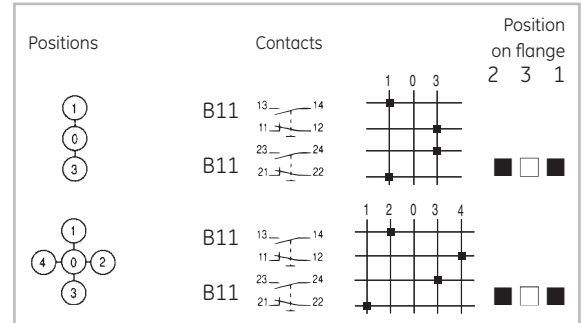 Positions Contacts Position
on flange
1 0 3 2 3 1
1
0
3
B11 13 14
11 12
B11 23 24
21 22
1 2 0 3 4
1
4 0 2
3
B11 13 14
11 12
B11 23 24
21 22